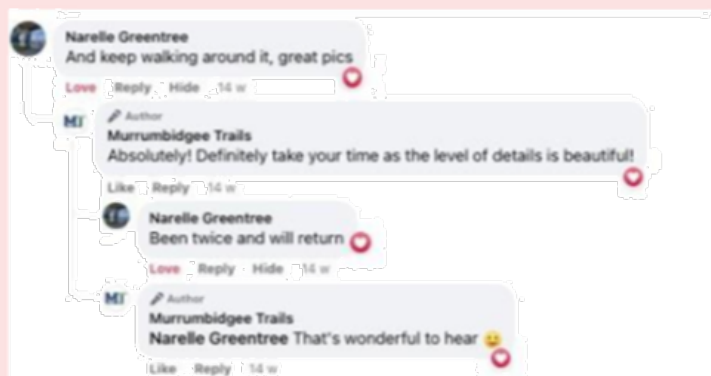 Narelle Greentree
And keep walking around it, great pics
Love Reply Hide 14 w
MT
Author
Murrumbidgee Trails
Absolutely! Definitely take your time as the level of details is beautiful!
Like Reply 14 w
Narelle Greentree
Been twice and will return
Love Reply Hide 14 w
MT
Author
Murrumbidgee Trails
Narelle Greentree That's wonderful to hear 😀
Like Reply 14 w